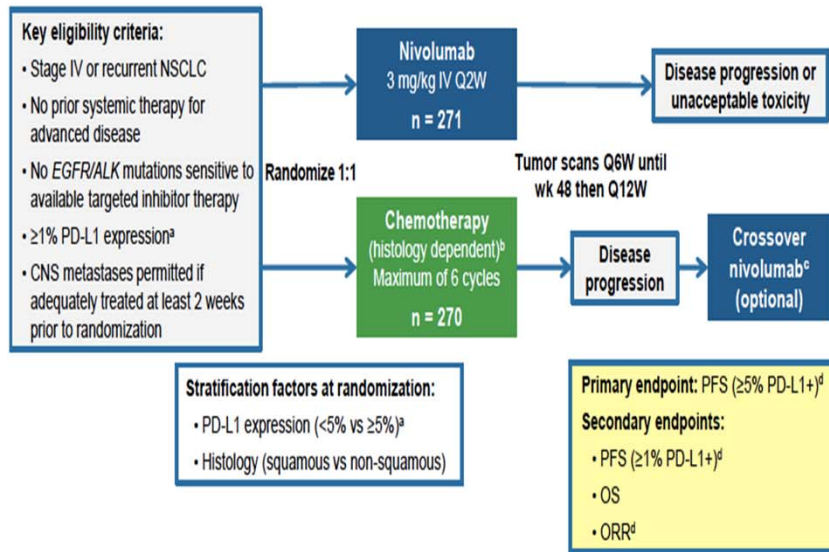 Key eligibility criteria:
• Stage IV or recurrent NSCLC
• No prior systemic therapy for
advanced disease
• No EGFR/ALK mutations sensitive to
available targeted inhibitor therapy
• ≥1% PD-L1 expressionᵃ
• CNS metastases permitted if
adequately treated at least 2 weeks
prior to randomization
Randomize 1:1
Nivolumab
3 mg/kg IV Q2W
n = 271
Disease progression or
unacceptable toxicity
Tumor scans Q6W until
wk 48 then Q12W
Chemotherapy
(histology dependent)ᵇ
Maximum of 6 cycles
n = 270
Disease
progression
Crossover
nivolumabᶜ
(optional)
Stratification factors at randomization:
• PD-L1 expression (<5% vs ≥5%)ᵃ
• Histology (squamous vs non-squamous)
Primary endpoint: PFS (≥5% PD-L1+)ᵈ
Secondary endpoints:
• PFS (≥1% PD-L1+)ᵈ
• OS
• ORRᵈ